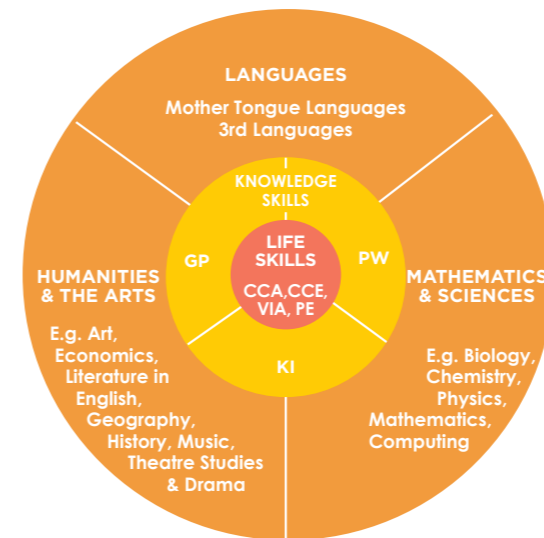 LANGUAGES
Mother Tongue Languages
3rd Languages
KNOWLEDGE
SKILLS
GP
PW
LIFE
SKILLS
CCA,CCE,
VIA, PE
KI
HUMANITIES
& THE ARTS
E.g. Art,
Economics,
Literature in
English,
Geography,
History, Music,
Theatre Studies
& Drama
MATHEMATICS
& SCIENCES
E.g. Biology,
Chemistry,
Physics,
Mathematics,
Computing